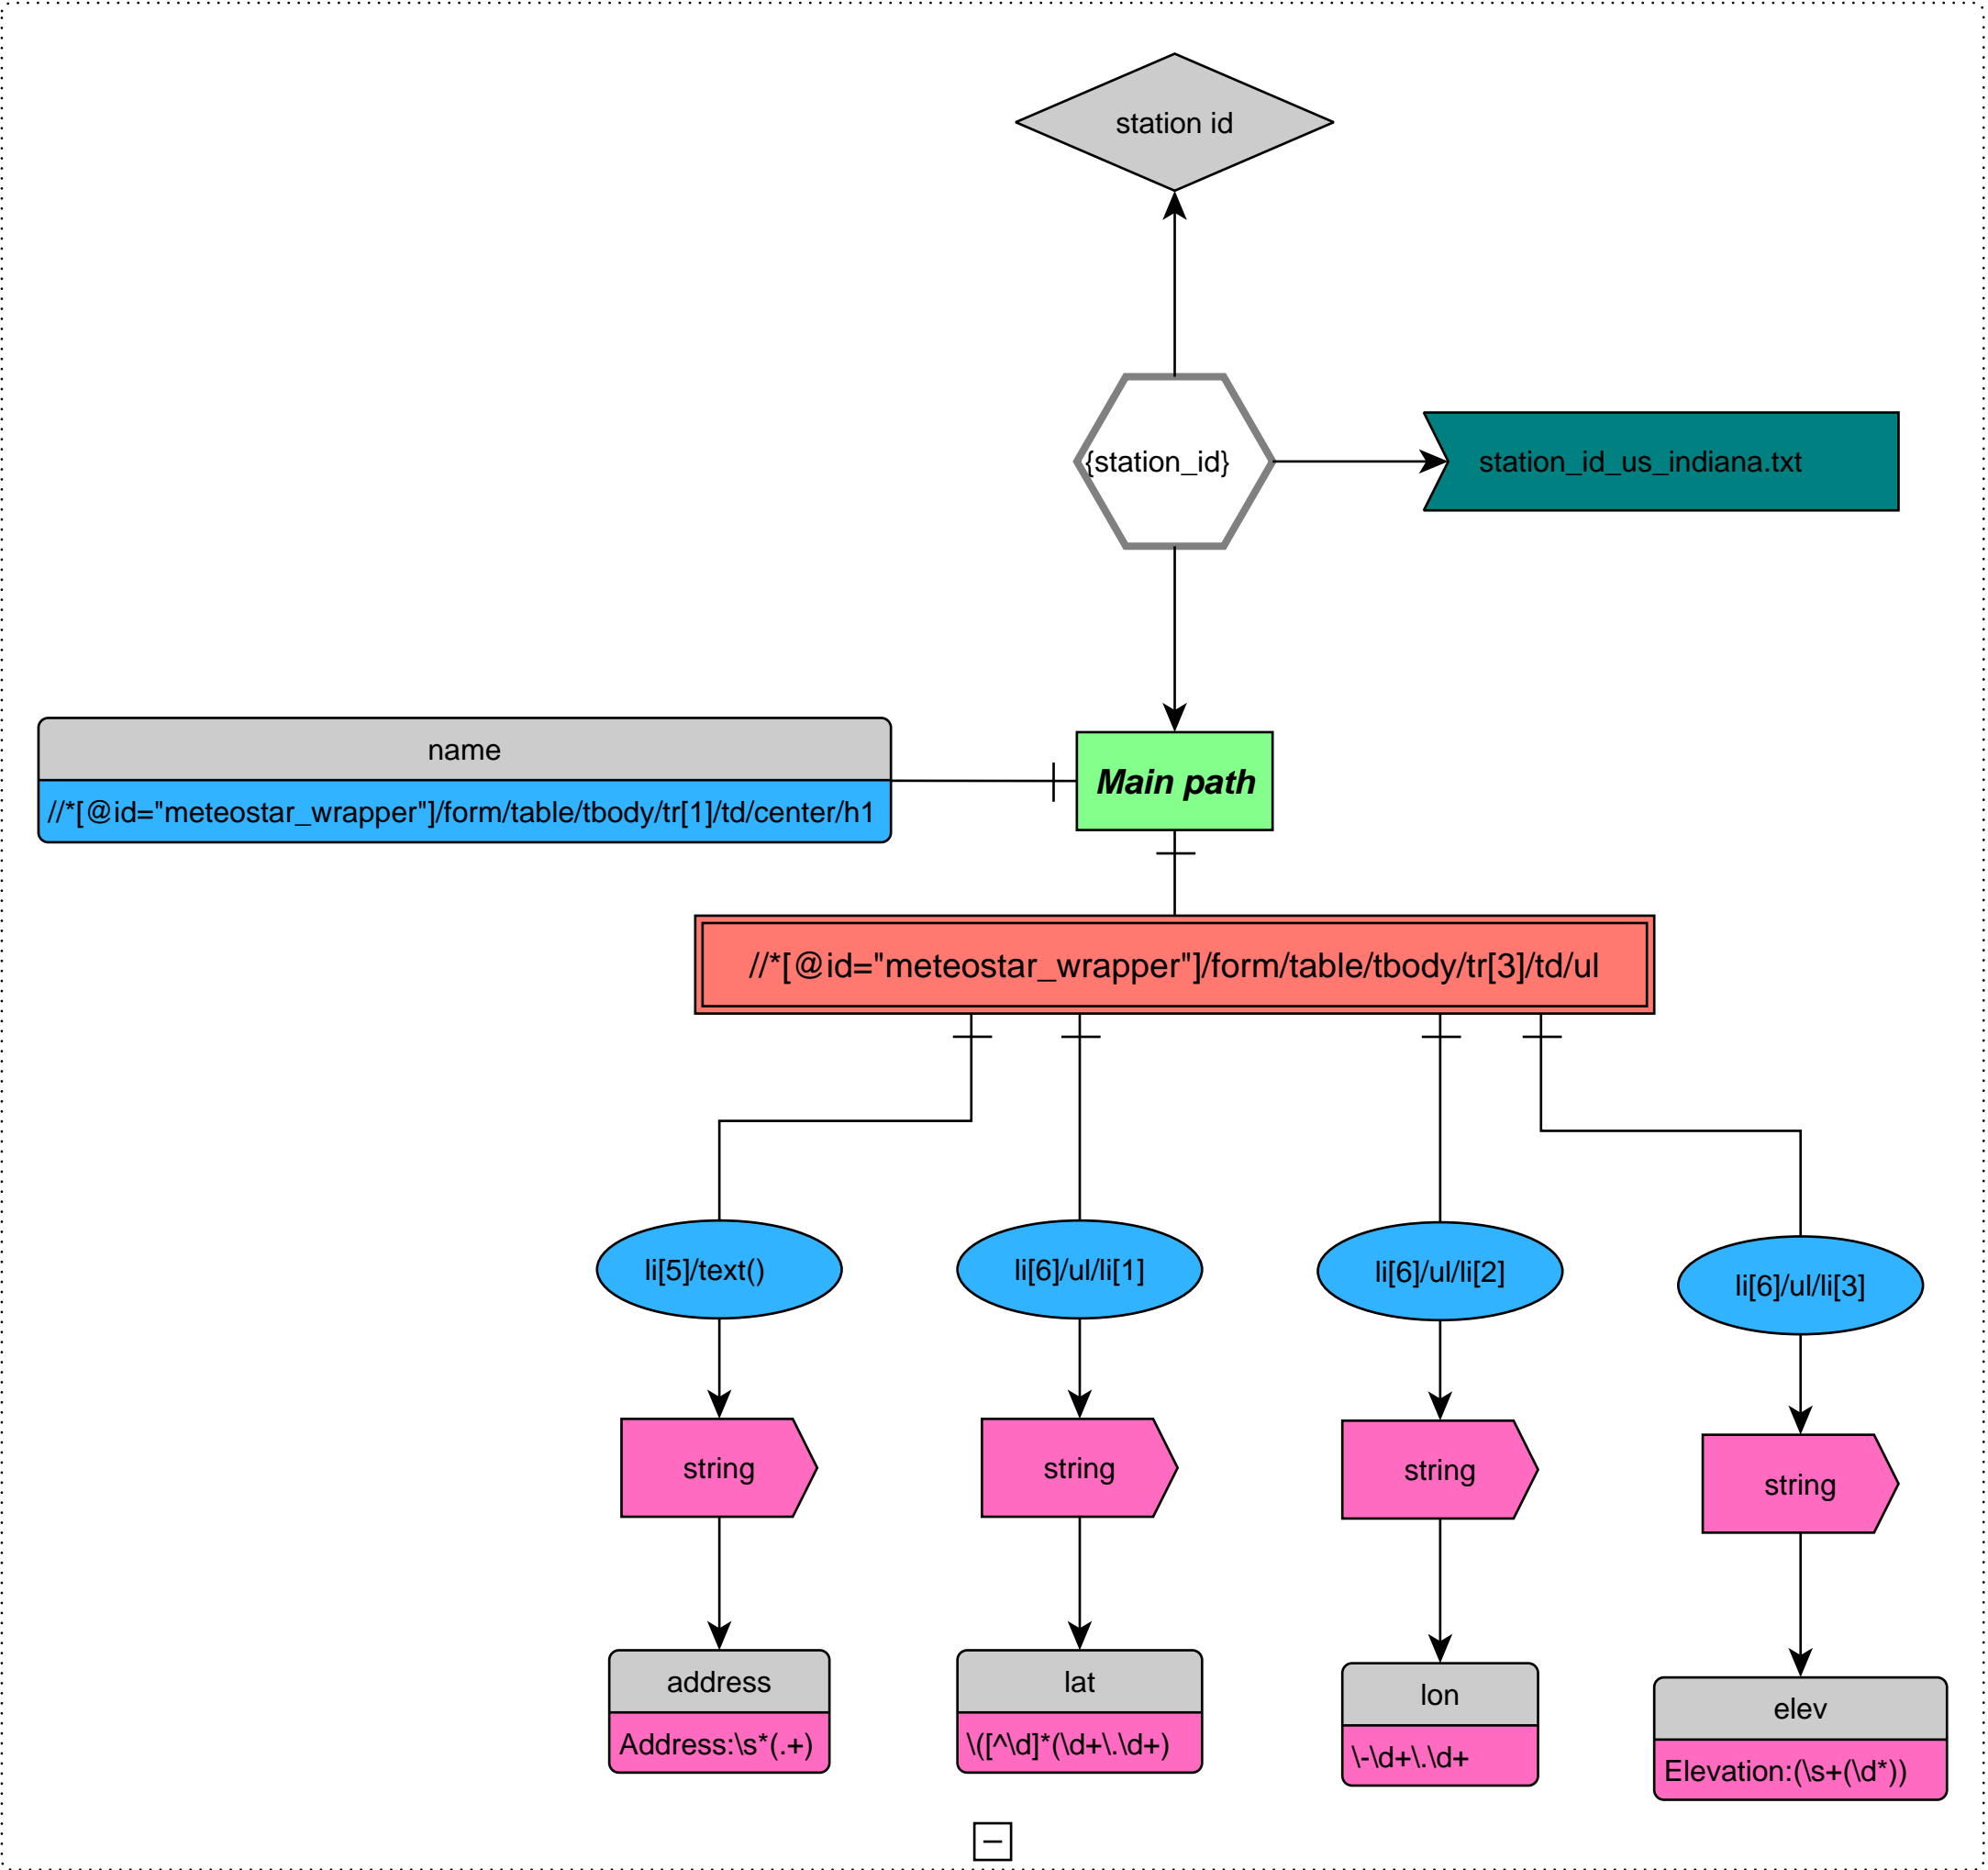 station id
{station_id}
station_id_us_indiana.txt
name
//*[@id="meteostar_wrapper"]/form/table/tbody/tr[1]/td/center/h1
Main path
//*[@id="meteostar_wrapper"]/form/table/tbody/tr[3]/td/ul
li[5]/text()
li[6]/ul/li[1]
li[6]/ul/li[2]
li[6]/ul/li[3]
string
string
string
string
address
Address:\s*(.+)
lat
\([^\d]*(\d+\.\d+)
lon
\-\d+\.\d+
elev
Elevation:(\s+(\d*))